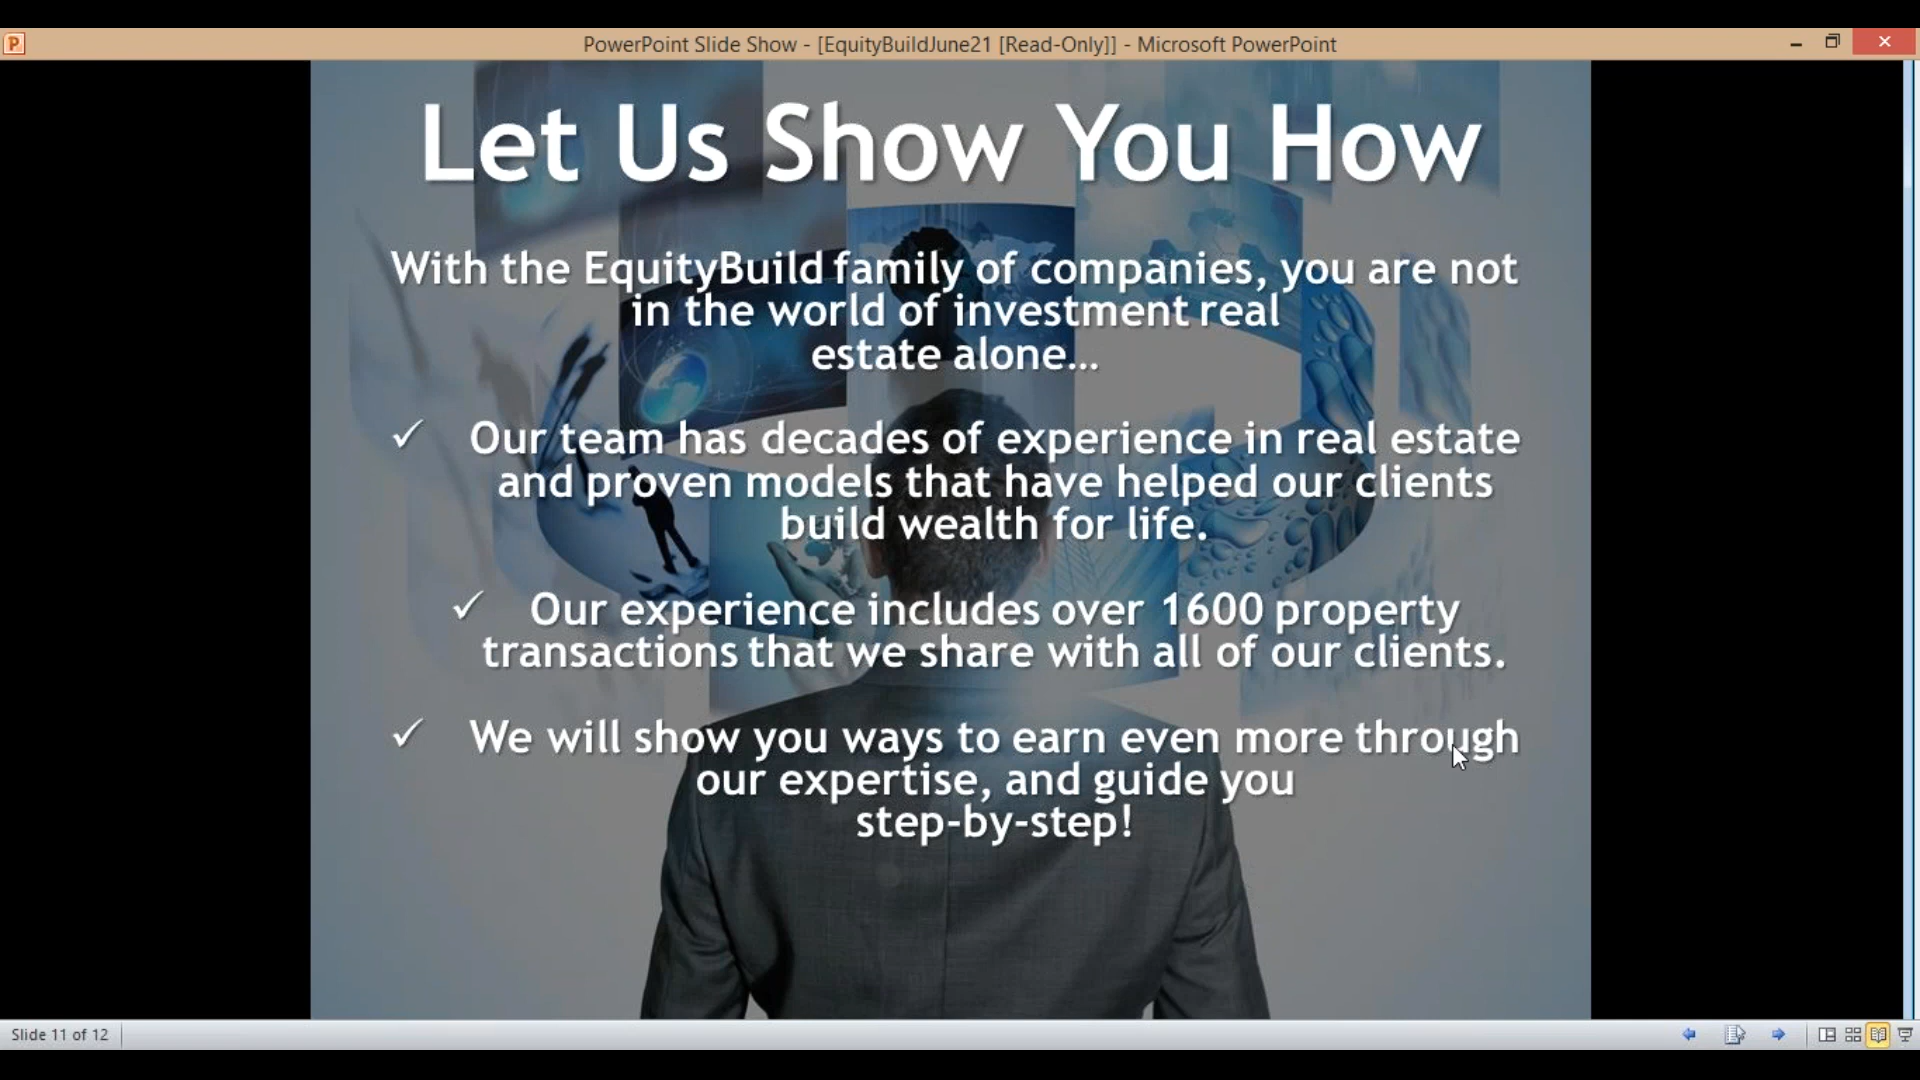 PowerPoint Slide Show - [EquityBuildJune21 [Read-Only]] - Microsoft PowerPoint
Let Us Show You How
With the EquityBuild family of companies, you are not
in the world of investment real
estate alone...
✓ Our team has decades of experience in real estate
and proven models that have helped our clients
build wealth for life.
✓ Our experience includes over 1600 property
transactions that we share with all of our clients.
✓ We will show you ways to earn even more through
our expertise, and guide you
step-by-step!
Slide 11 of 12